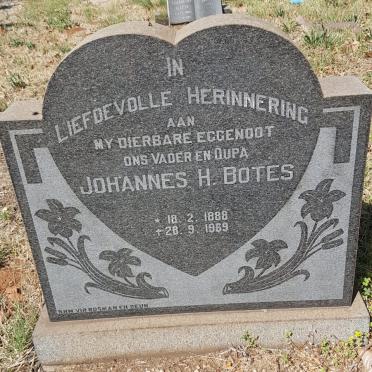 IN
LIEFDEVOLLE HERINNERING
AAN
MY DIERBARE EGGENOOT
ONS VADER EN OUPA
JOHANNES H. BOTES
* 18. 2. 1888
+ 28. 9. 1969